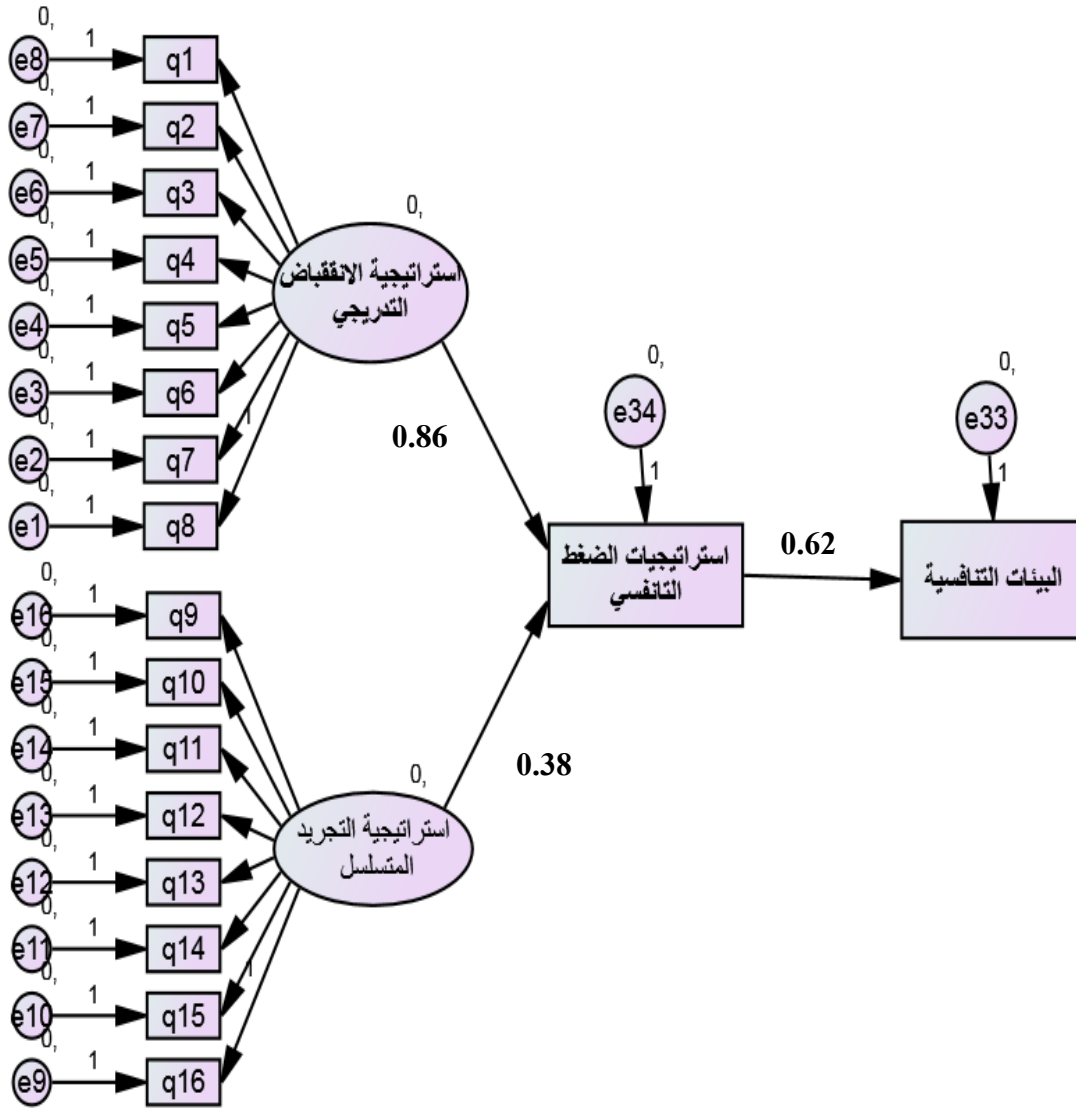 0,
e8
1
q1
0,
e7
1
q2
0,
e6
1
q3
0,
e5
1
q4
0,
e4
1
q5
0,
e3
1
q6
0,
e2
1
q7
1
0,
e1
1
q8
0,
استراتيجية الانققباض
التدريجي
0.86
0,
e34
1
0,
e33
1
استراتيجيات الضغط
التانفسي
0.62
البيئات التنافسية
0,
e16
1
q9
0,
e15
1
q10
0,
e14
1
q11
0,
e13
1
q12
0,
e12
1
q13
0,
e11
1
q14
0,
e10
1
q15
1
0,
e9
1
q16
0,
استراتيجية التجريد
المتسلسل
0.38